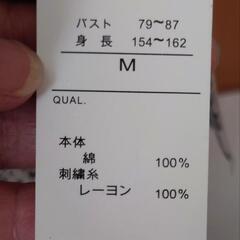 バスト 79〜87
身長 154〜162
M
QUAL.
本体
綿 100%
刺繍糸
レーヨン 100%